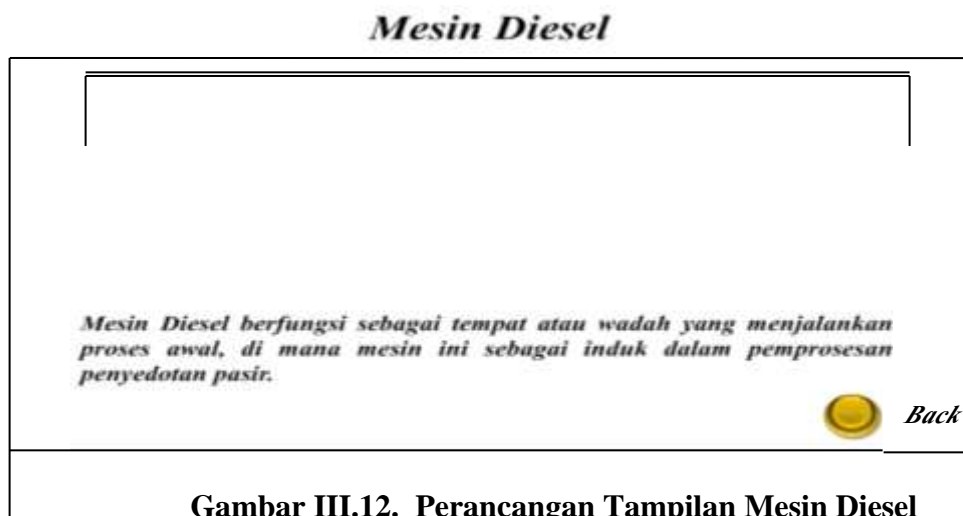 Mesin Diesel
Mesin Diesel berfungsi sebagai tempat atau wadah yang menjalankan
proses awal, di mana mesin ini sebagai induk dalam pemprosesan
penyedotan pasir.
Back
Gambar III.12. Perancangan Tampilan Mesin Diesel